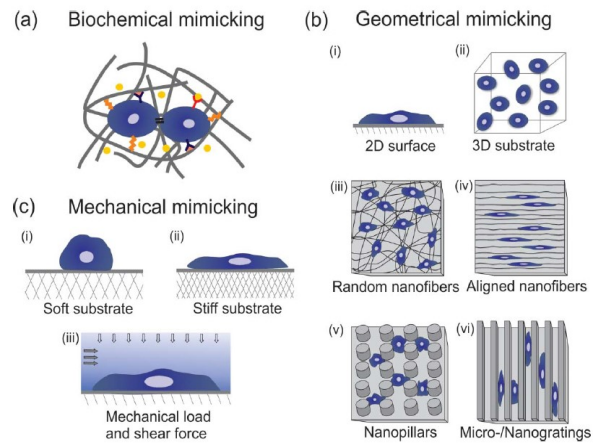 (a) Biochemical mimicking
(b) Geometrical mimicking
(i)
2D surface
(ii)
3D substrate
(iii)
Random nanofibers
(iv)
Aligned nanofibers
(v)
Nanopillars
(vi)
Micro-/Nanogratings
(c) Mechanical mimicking
(i)
Soft substrate
(ii)
Stiff substrate
(iii)
Mechanical load
and shear force